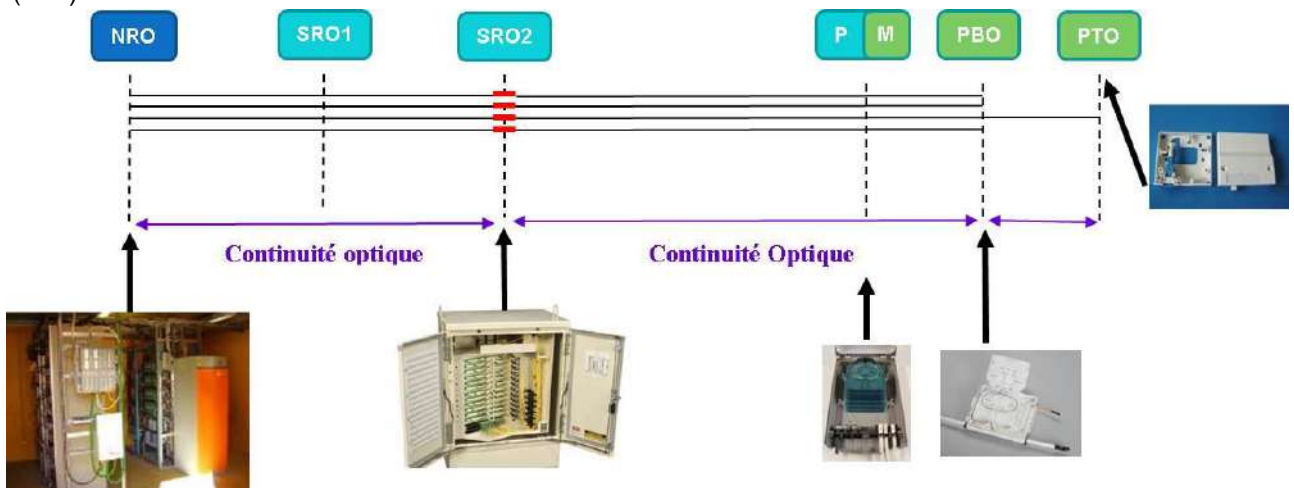 NRO
SRO1
SRO2
P M
PBO
PTO
Continuité optique
Continuité Optique